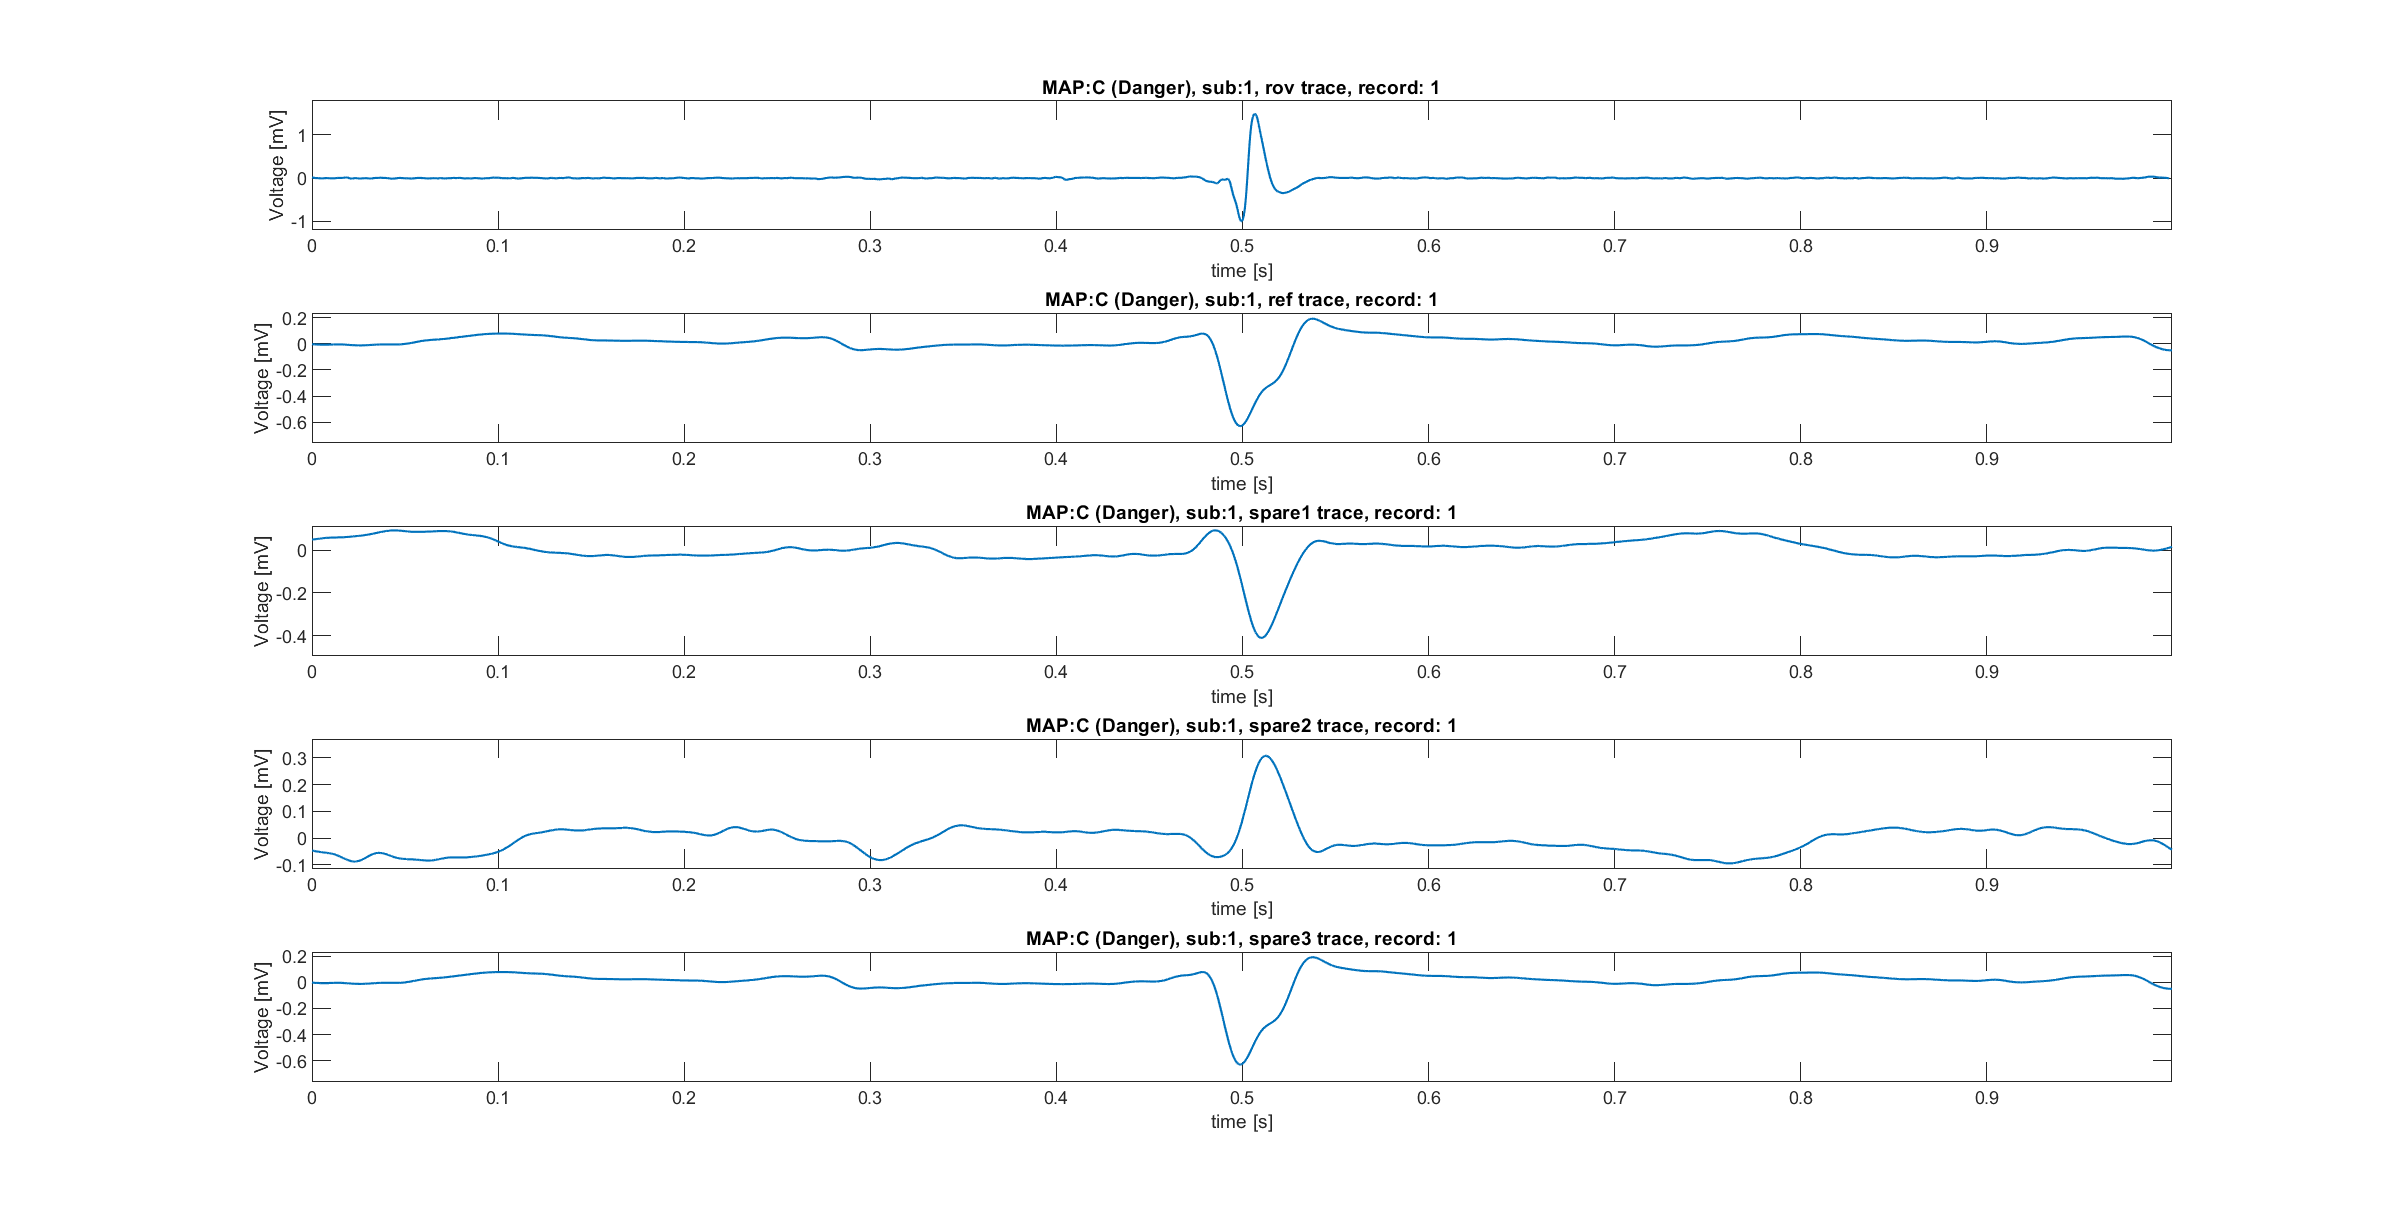 MAP:C (Danger), sub:1, rov trace, record: 1
Voltage [mV]
1
0
-1
0 0.1 0.2 0.3 0.4 0.5 0.6 0.7 0.8 0.9
time [s]
MAP:C (Danger), sub:1, ref trace, record: 1
Voltage [mV]
0.2
0
-0.2
-0.4
-0.6
0 0.1 0.2 0.3 0.4 0.5 0.6 0.7 0.8 0.9
time [s]
MAP:C (Danger), sub:1, spare1 trace, record: 1
Voltage [mV]
0
-0.2
-0.4
0 0.1 0.2 0.3 0.4 0.5 0.6 0.7 0.8 0.9
time [s]
MAP:C (Danger), sub:1, spare2 trace, record: 1
Voltage [mV]
0.3
0.2
0.1
0
-0.1
0 0.1 0.2 0.3 0.4 0.5 0.6 0.7 0.8 0.9
time [s]
MAP:C (Danger), sub:1, spare3 trace, record: 1
Voltage [mV]
0.2
0
-0.2
-0.4
-0.6
0 0.1 0.2 0.3 0.4 0.5 0.6 0.7 0.8 0.9
time [s]